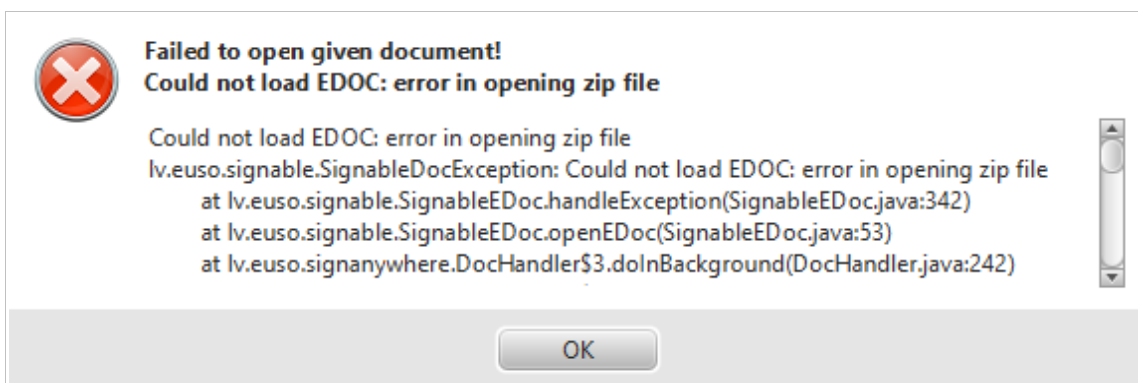 Failed to open given document!
Could not load EDOC: error in opening zip file
Could not load EDOC: error in opening zip file
lv.euso.signable.SignableDocException: Could not load EDOC: error in opening zip file
at lv.euso.signable.SignableEDoc.handleException(SignableEDoc.java:342)
at lv.euso.signable.SignableEDoc.openEDoc(SignableEDoc.java:53)
at lv.euso.signanywhere.DocHandler$3.doInBackground(DocHandler.java:242)
OK